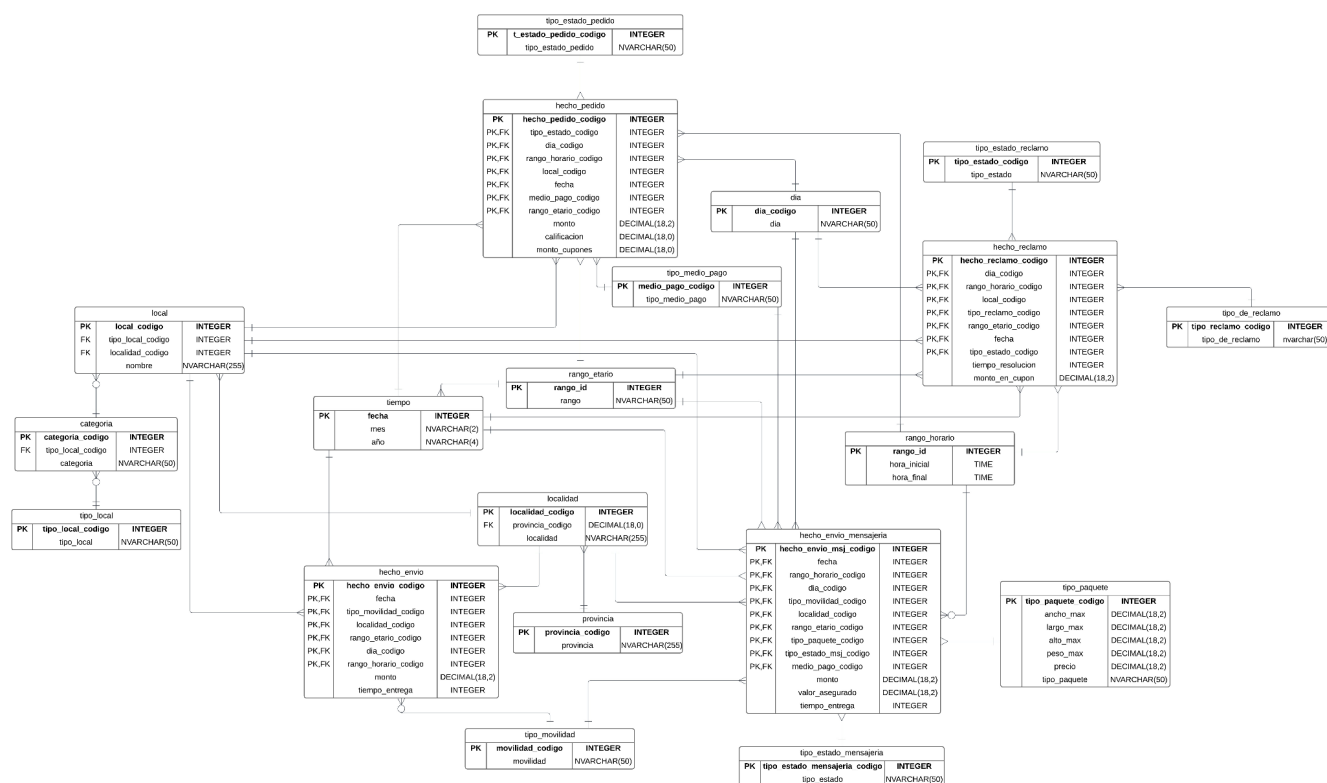 tipo_estado_pedido
PK t_estado_pedido_codigo INTEGER
tipo_estado_pedido NVARCHAR(50)
hecho_pedido
PK hecho_pedido_codigo INTEGER
PK,FK tipo_estado_codigo INTEGER
PK,FK dia_codigo INTEGER
PK,FK rango_horario_codigo INTEGER
PK,FK local_codigo INTEGER
PK,FK fecha INTEGER
PK,FK medio_pago_codigo INTEGER
PK,FK rango_etario_codigo INTEGER
monto DECIMAL(18,2)
calificacion DECIMAL(18,0)
monto_cupones DECIMAL(18,0)
tipo_estado_reclamo
PK tipo_estado_codigo INTEGER
tipo_estado NVARCHAR(50)
dia
PK dia_codigo INTEGER
dia NVARCHAR(50)
hecho_reclamo
PK hecho_reclamo_codigo INTEGER
PK,FK dia_codigo INTEGER
PK,FK rango_horario_codigo INTEGER
PK,FK local_codigo INTEGER
PK,FK tipo_reclamo_codigo INTEGER
PK,FK rango_etario_codigo INTEGER
PK,FK fecha INTEGER
PK,FK tipo_estado_codigo INTEGER
tiempo_resolucion INTEGER
monto_en_cupon DECIMAL(18,2)
tipo_medio_pago
PK medio_pago_codigo INTEGER
tipo_medio_pago NVARCHAR(50)
tipo_de_reclamo
PK tipo_reclamo_codigo INTEGER
tipo_de_reclamo nvarchar(50)
local
PK local_codigo INTEGER
FK tipo_local_codigo INTEGER
FK localidad_codigo INTEGER
nombre NVARCHAR(255)
rango_etario
PK rango_id INTEGER
rango NVARCHAR(50)
tiempo
PK fecha INTEGER
mes NVARCHAR(2)
año NVARCHAR(4)
categoria
PK categoria_codigo INTEGER
FK tipo_local_codigo INTEGER
categoria NVARCHAR(50)
rango_horario
PK rango_id INTEGER
hora_inicial TIME
hora_final TIME
localidad
PK localidad_codigo INTEGER
FK provincia_codigo DECIMAL(18,0)
localidad NVARCHAR(255)
tipo_local
PK tipo_local_codigo INTEGER
tipo_local NVARCHAR(50)
hecho_envio_mensajeria
PK hecho_envio_msj_codigo INTEGER
PK,FK fecha INTEGER
PK,FK rango_horario_codigo INTEGER
PK,FK dia_codigo INTEGER
PK,FK tipo_movilidad_codigo INTEGER
PK,FK localidad_codigo INTEGER
PK,FK rango_etario_codigo INTEGER
PK,FK tipo_paquete_codigo INTEGER
PK,FK tipo_estado_msj_codigo INTEGER
PK,FK medio_pago_codigo INTEGER
monto DECIMAL(18,2)
valor_asegurado DECIMAL(18,2)
tiempo_entrega INTEGER
hecho_envio
PK hecho_envio_codigo INTEGER
PK,FK fecha INTEGER
PK,FK tipo_movilidad_codigo INTEGER
PK,FK localidad_codigo INTEGER
PK,FK rango_etario_codigo INTEGER
PK,FK dia_codigo INTEGER
PK,FK rango_horario_codigo INTEGER
monto DECIMAL(18,2)
tiempo_entrega INTEGER
provincia
PK provincia_codigo INTEGER
provincia NVARCHAR(255)
tipo_paquete
PK tipo_paquete_codigo INTEGER
ancho_max DECIMAL(18,2)
largo_max DECIMAL(18,2)
alto_max DECIMAL(18,2)
peso_max DECIMAL(18,2)
precio DECIMAL(18,2)
tipo_paquete NVARCHAR(50)
tipo_movilidad
PK movilidad_codigo INTEGER
movilidad NVARCHAR(50)
tipo_estado_mensajeria
PK tipo_estado_mensajeria_codigo INTEGER
tipo_estado NVARCHAR(50)